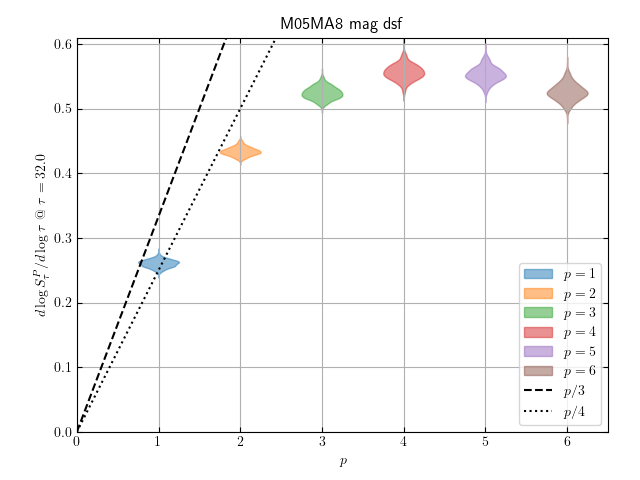 M05MA8 mag dsf
d log S_τ^P / d log τ @ τ = 32.0
0.6
0.5
0.4
0.3
0.2
0.1
0.0
0 1 2 3 4 5 6
p
p = 1
p = 2
p = 3
p = 4
p = 5
p = 6
p/3
p/4